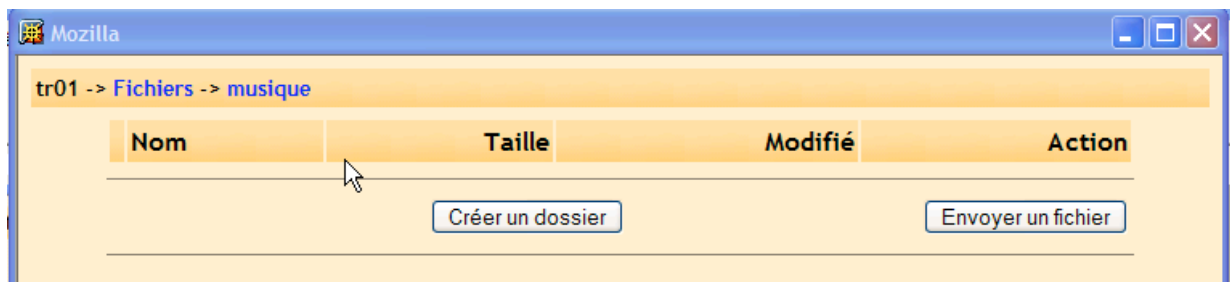 Mozilla
tr01 -> Fichiers -> musique
Nom Taille Modifié Action
Créer un dossier Envoyer un fichier